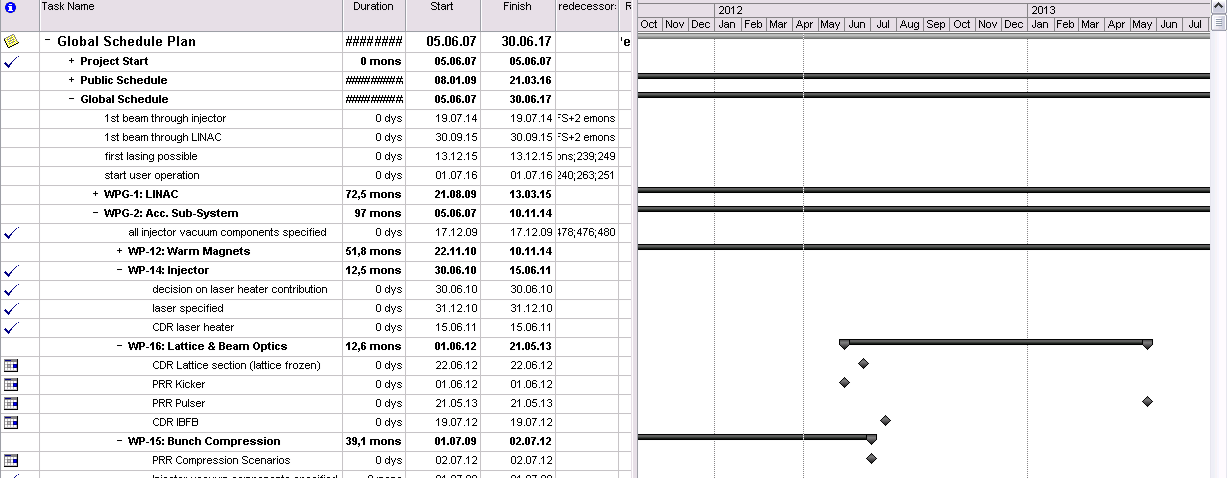 Task Name Duration Start Finish redecessor: R 2012 2013
Oct Nov Dec Jan Feb Mar Apr May Jun Jul Aug Sep Oct Nov Dec Jan Feb Mar Apr May Jun Jul
− Global Schedule Plan ######## 05.06.07 30.06.17 'e
+ Project Start 0 mons 05.06.07 05.06.07
+ Public Schedule ######### 08.01.09 21.03.16
− Global Schedule ######### 05.06.07 30.06.17
1st beam through injector 0 dys 19.07.14 19.07.14 FS+2 emons
1st beam through LINAC 0 dys 30.09.15 30.09.15 FS+2 emons
first lasing possible 0 dys 13.12.15 13.12.15 ons;239;249
start user operation 0 dys 01.07.16 01.07.16 240;263;251
+ WPG-1: LINAC 72,5 mons 21.08.09 13.03.15
− WPG-2: Acc. Sub-System 97 mons 05.06.07 10.11.14
all injector vacuum components specified 0 dys 17.12.09 17.12.09 478;476;480
+ WP-12: Warm Magnets 51,8 mons 22.11.10 10.11.14
− WP-14: Injector 12,5 mons 30.06.10 15.06.11
decision on laser heater contribution 0 dys 30.06.10 30.06.10
laser specified 0 dys 31.12.10 31.12.10
CDR laser heater 0 dys 15.06.11 15.06.11
− WP-16: Lattice & Beam Optics 12,6 mons 01.06.12 21.05.13
CDR Lattice section (lattice frozen) 0 dys 22.06.12 22.06.12
PRR Kicker 0 dys 01.06.12 01.06.12
PRR Pulser 0 dys 21.05.13 21.05.13
CDR IBFB 0 dys 19.07.12 19.07.12
− WP-15: Bunch Compression 39,1 mons 01.07.09 02.07.12
PRR Compression Scenarios 0 dys 02.07.12 02.07.12